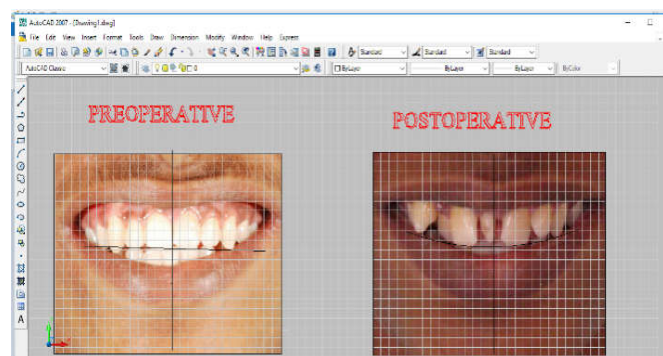 AutoCAD 2007 - [Drawing1.dwg]
File Edit View Insert Format Tools Draw Dimension Modify Window Help Express
Standard Standard Standard
AutoCAD Classic 0 ByLayer ByLayer ByLayer ByColor
PREOPERATIVE
POSTOPERATIVE
A